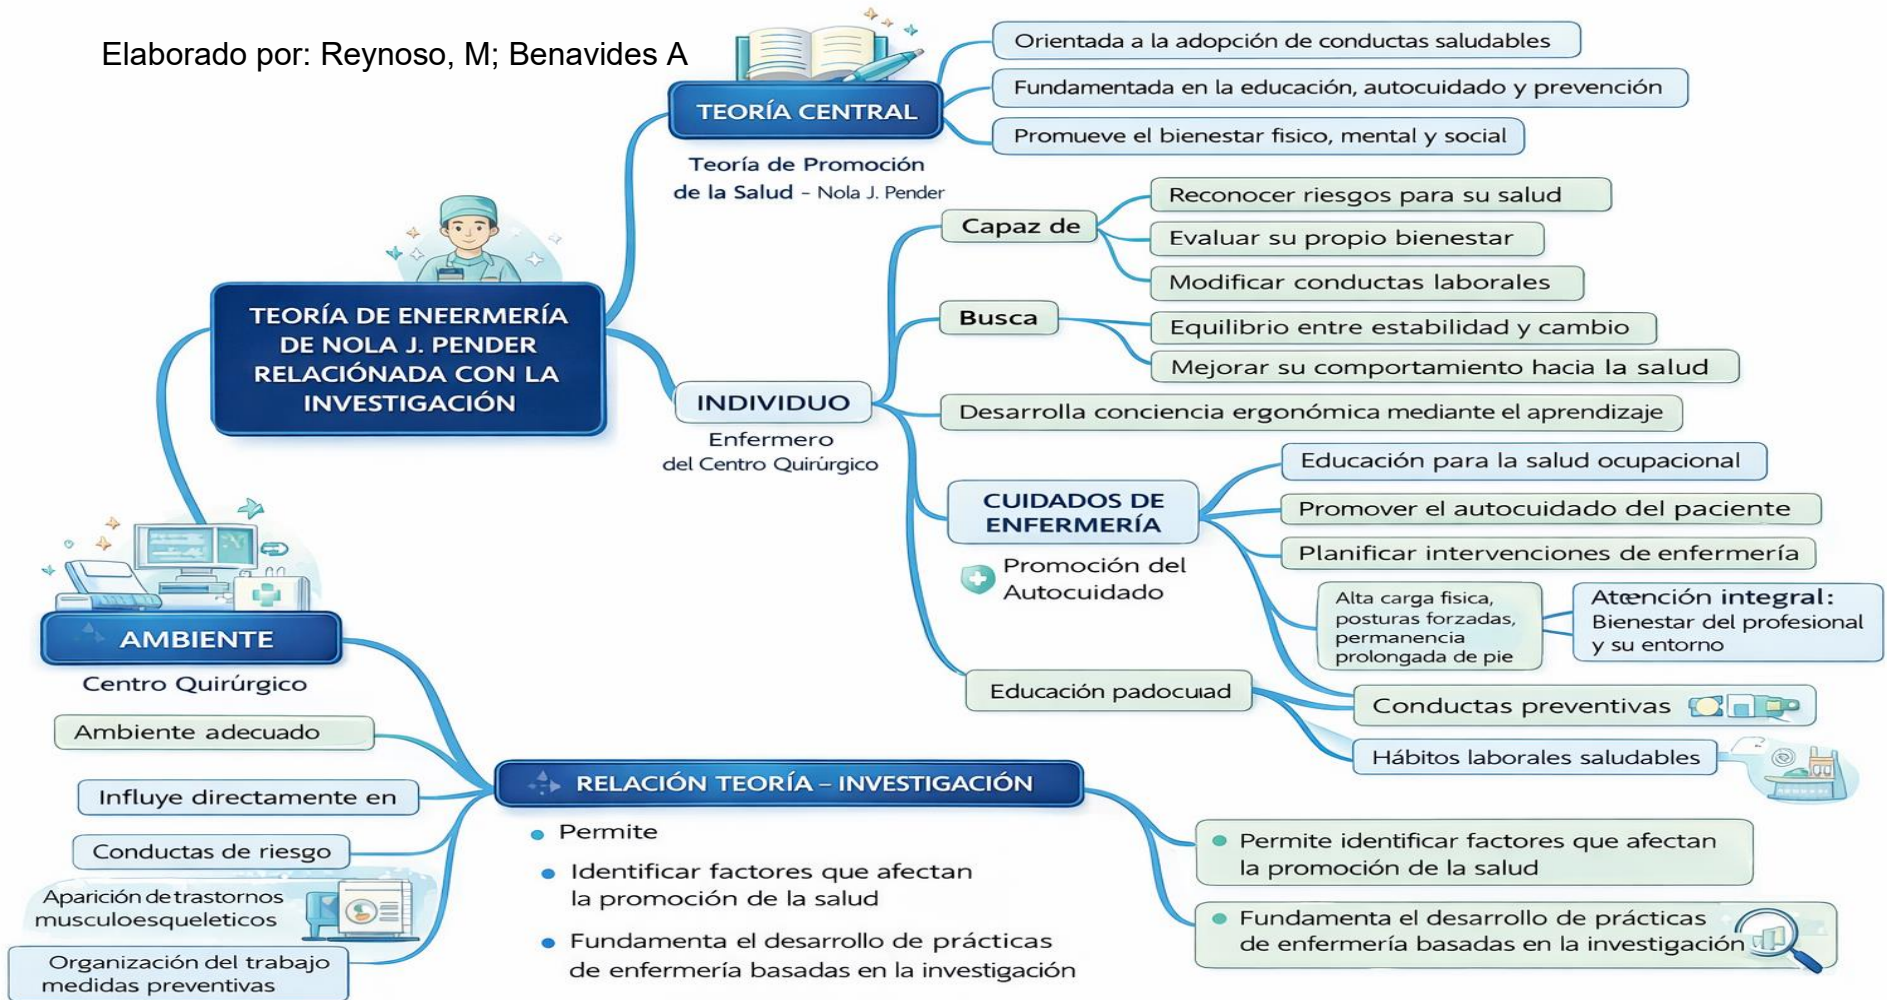 Elaborado por: Reynoso, M; Benavides A
TEORÍA CENTRAL
Teoría de Promoción
de la Salud - Nola J. Pender
Orientada a la adopción de conductas saludables
Fundamentada en la educación, autocuidado y prevención
Promueve el bienestar fisico, mental y social
TEORÍA DE ENEERMERÍA
DE NOLA J. PENDER
RELACIÓNADA CON LA
INVESTIGACIÓN
INDIVIDUO
Enfermero
del Centro Quirúrgico
Capaz de
Reconocer riesgos para su salud
Evaluar su propio bienestar
Modificar conductas laborales
Busca
Equilibrio entre estabilidad y cambio
Mejorar su comportamiento hacia la salud
Desarrolla conciencia ergonómica mediante el aprendizaje
CUIDADOS DE
ENFERMERÍA
Promoción del
Autocuidado
Educación para la salud ocupacional
Promover el autocuidado del paciente
Planificar intervenciones de enfermería
Alta carga fisica,
posturas forzadas,
permanencia
prolongada de pie
Atención integral:
Bienestar del profesional
y su entorno
Educación padocuiad
Conductas preventivas
Hábitos laborales saludables
AMBIENTE
Centro Quirúrgico
Ambiente adecuado
Influye directamente en
Conductas de riesgo
Aparición de trastornos
musculoesqueleticos
Organización del trabajo
medidas preventivas
RELACIÓN TEORÍA – INVESTIGACIÓN
• Permite
• Identificar factores que afectan
la promoción de la salud
• Fundamenta el desarrollo de prácticas
de enfermería basadas en la investigación
• Permite identificar factores que afectan
la promoción de la salud
• Fundamenta el desarrollo de prácticas
de enfermería basadas en la investigación